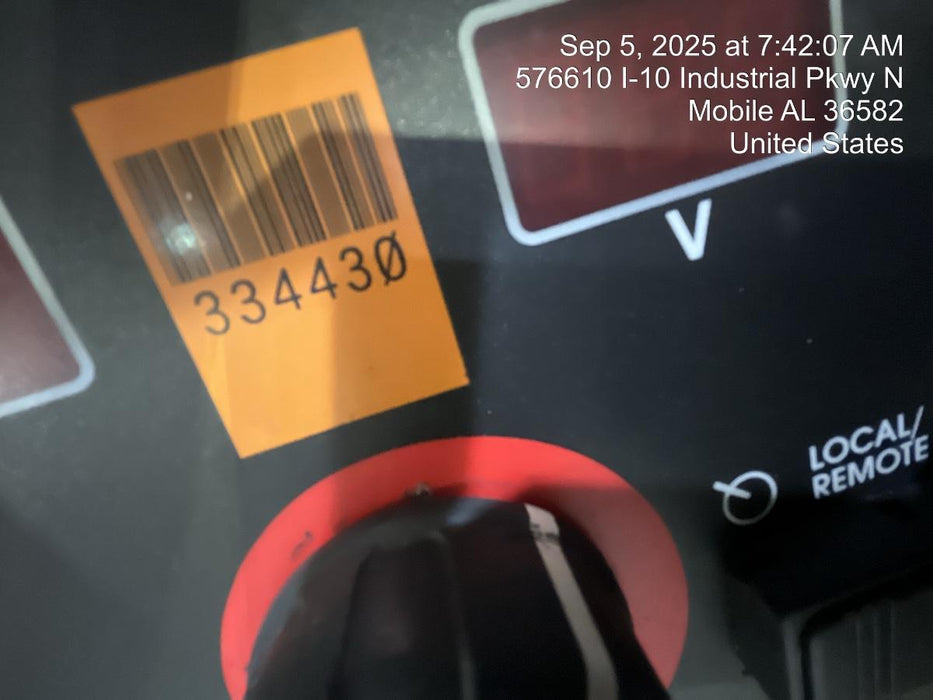 Sep 5, 2025 at 7:42:07 AM
576610 I-10 Industrial Pkwy N
Mobile AL 36582
United States
334430
V
LOCAL/
REMOTE